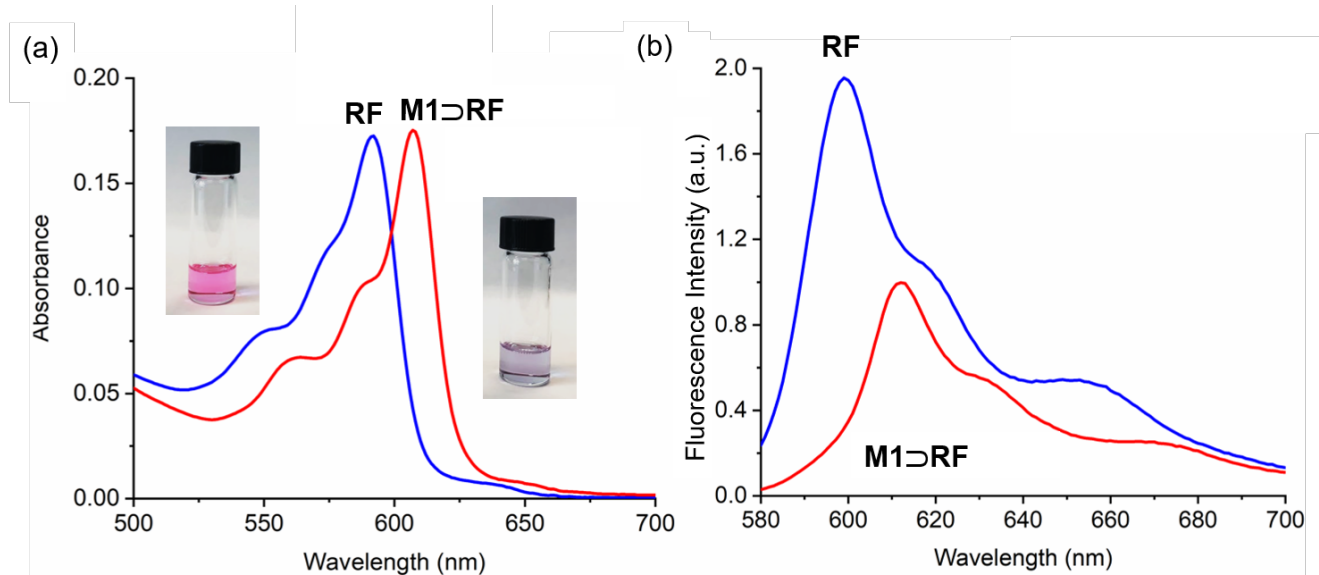 (a)
0.20
0.15
0.10
0.05
0.00
Absorbance
RF
M1⊃RF
500
550
600
650
700
Wavelength (nm)
(b)
2.0
1.6
1.2
0.8
0.4
0.0
Fluorescence Intensity (a.u.)
RF
M1⊃RF
580
600
620
640
660
680
700
Wavelength (nm)